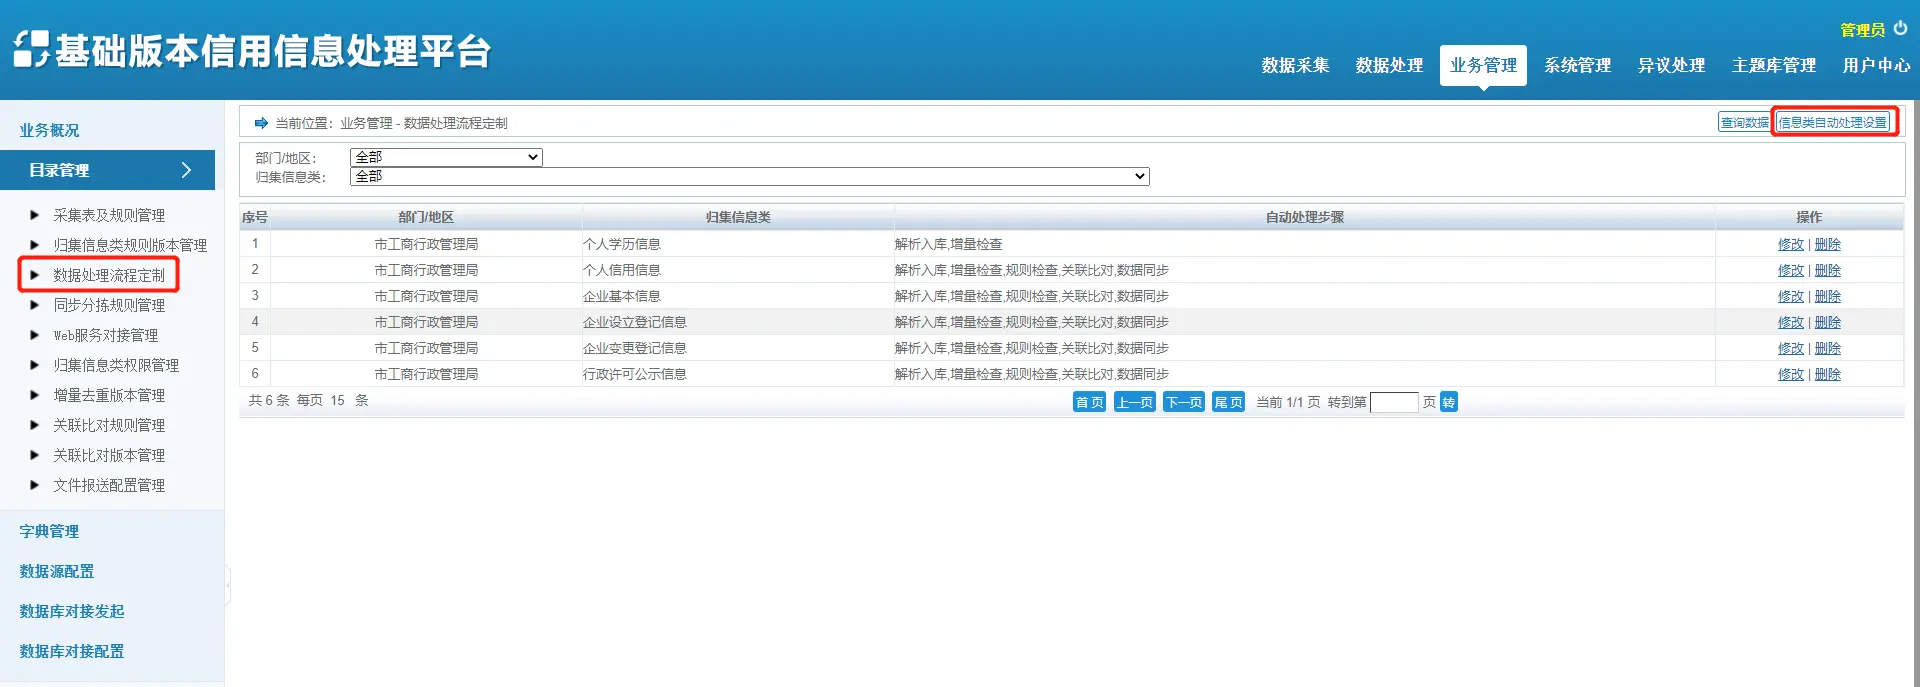 基础版本信用信息处理平台
管理员
数据采集 数据处理 业务管理 系统管理 异议处理 主题库管理 用户中心
业务概况
目录管理
采集表及规则管理
归集信息类规则版本管理
数据处理流程定制
同步分拣规则管理
Web服务对接管理
归集信息类权限管理
增量去重版本管理
关联比对规则管理
关联比对版本管理
文件报送配置管理
字典管理
数据源配置
数据库对接发起
数据库对接配置
当前位置：业务管理 - 数据处理流程定制
查询数据 信息类自动处理设置
部门/地区： 全部
归集信息类： 全部
序号 部门/地区 归集信息类 自动处理步骤 操作
1 市工商行政管理局 个人学历信息 解析入库,增量检查 修改 | 删除
2 市工商行政管理局 个人信用信息 解析入库,增量检查,规则检查,关联比对,数据同步 修改 | 删除
3 市工商行政管理局 企业基本信息 解析入库,增量检查,规则检查,关联比对,数据同步 修改 | 删除
4 市工商行政管理局 企业设立登记信息 解析入库,增量检查,规则检查,关联比对,数据同步 修改 | 删除
5 市工商行政管理局 企业变更登记信息 解析入库,增量检查,规则检查,关联比对,数据同步 修改 | 删除
6 市工商行政管理局 行政许可公示信息 解析入库,增量检查,规则检查,关联比对,数据同步 修改 | 删除
共 6 条 每页 15 条 首页 上一页 下一页 尾页 当前 1/1 页 转到第 页 转